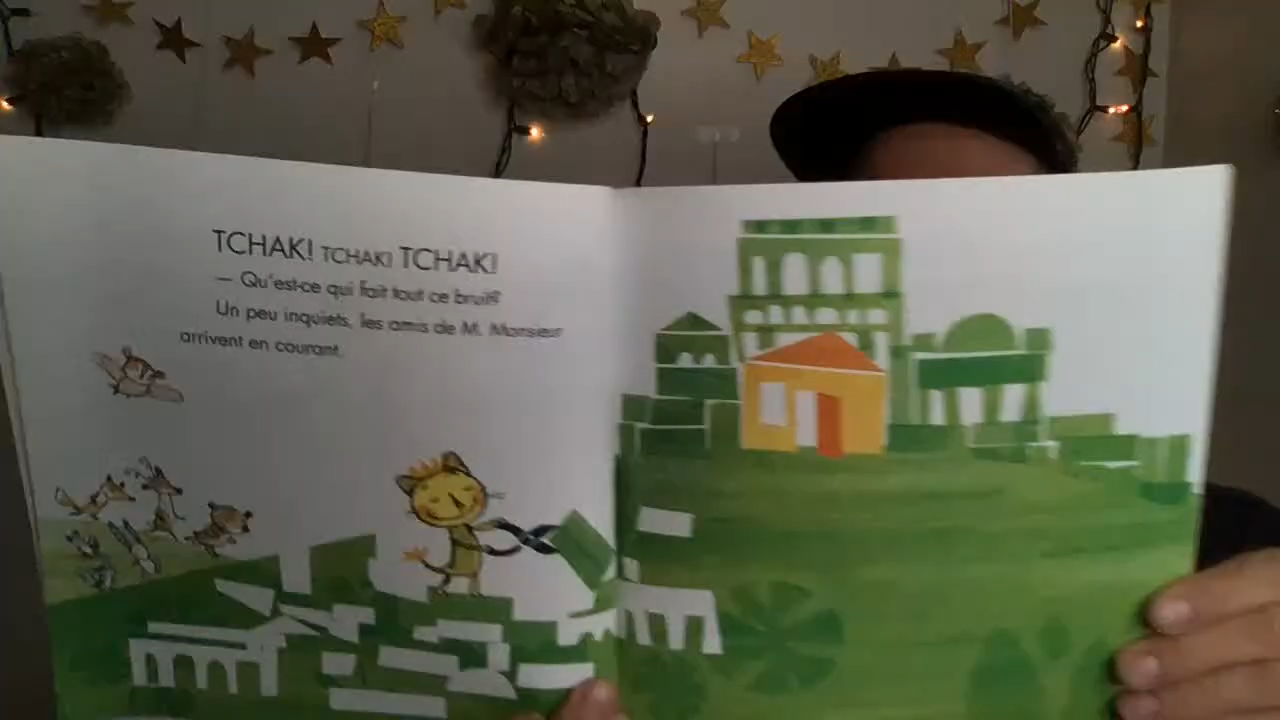 TCHAK! TCHAK! TCHAK!
— Qu'est-ce qui fait tout ce bruit?
Un peu inquiets, les amis de M. Monsieur
arrivent en courant.